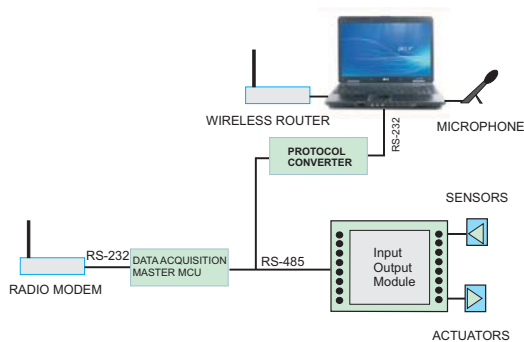 WIRELESS ROUTER
RS-232
MICROPHONE
PROTOCOL
CONVERTER
SENSORS
RS-232
DATA ACQUISITION
MASTER MCU
RS-485
Input
Output
Module
RADIO MODEM
ACTUATORS